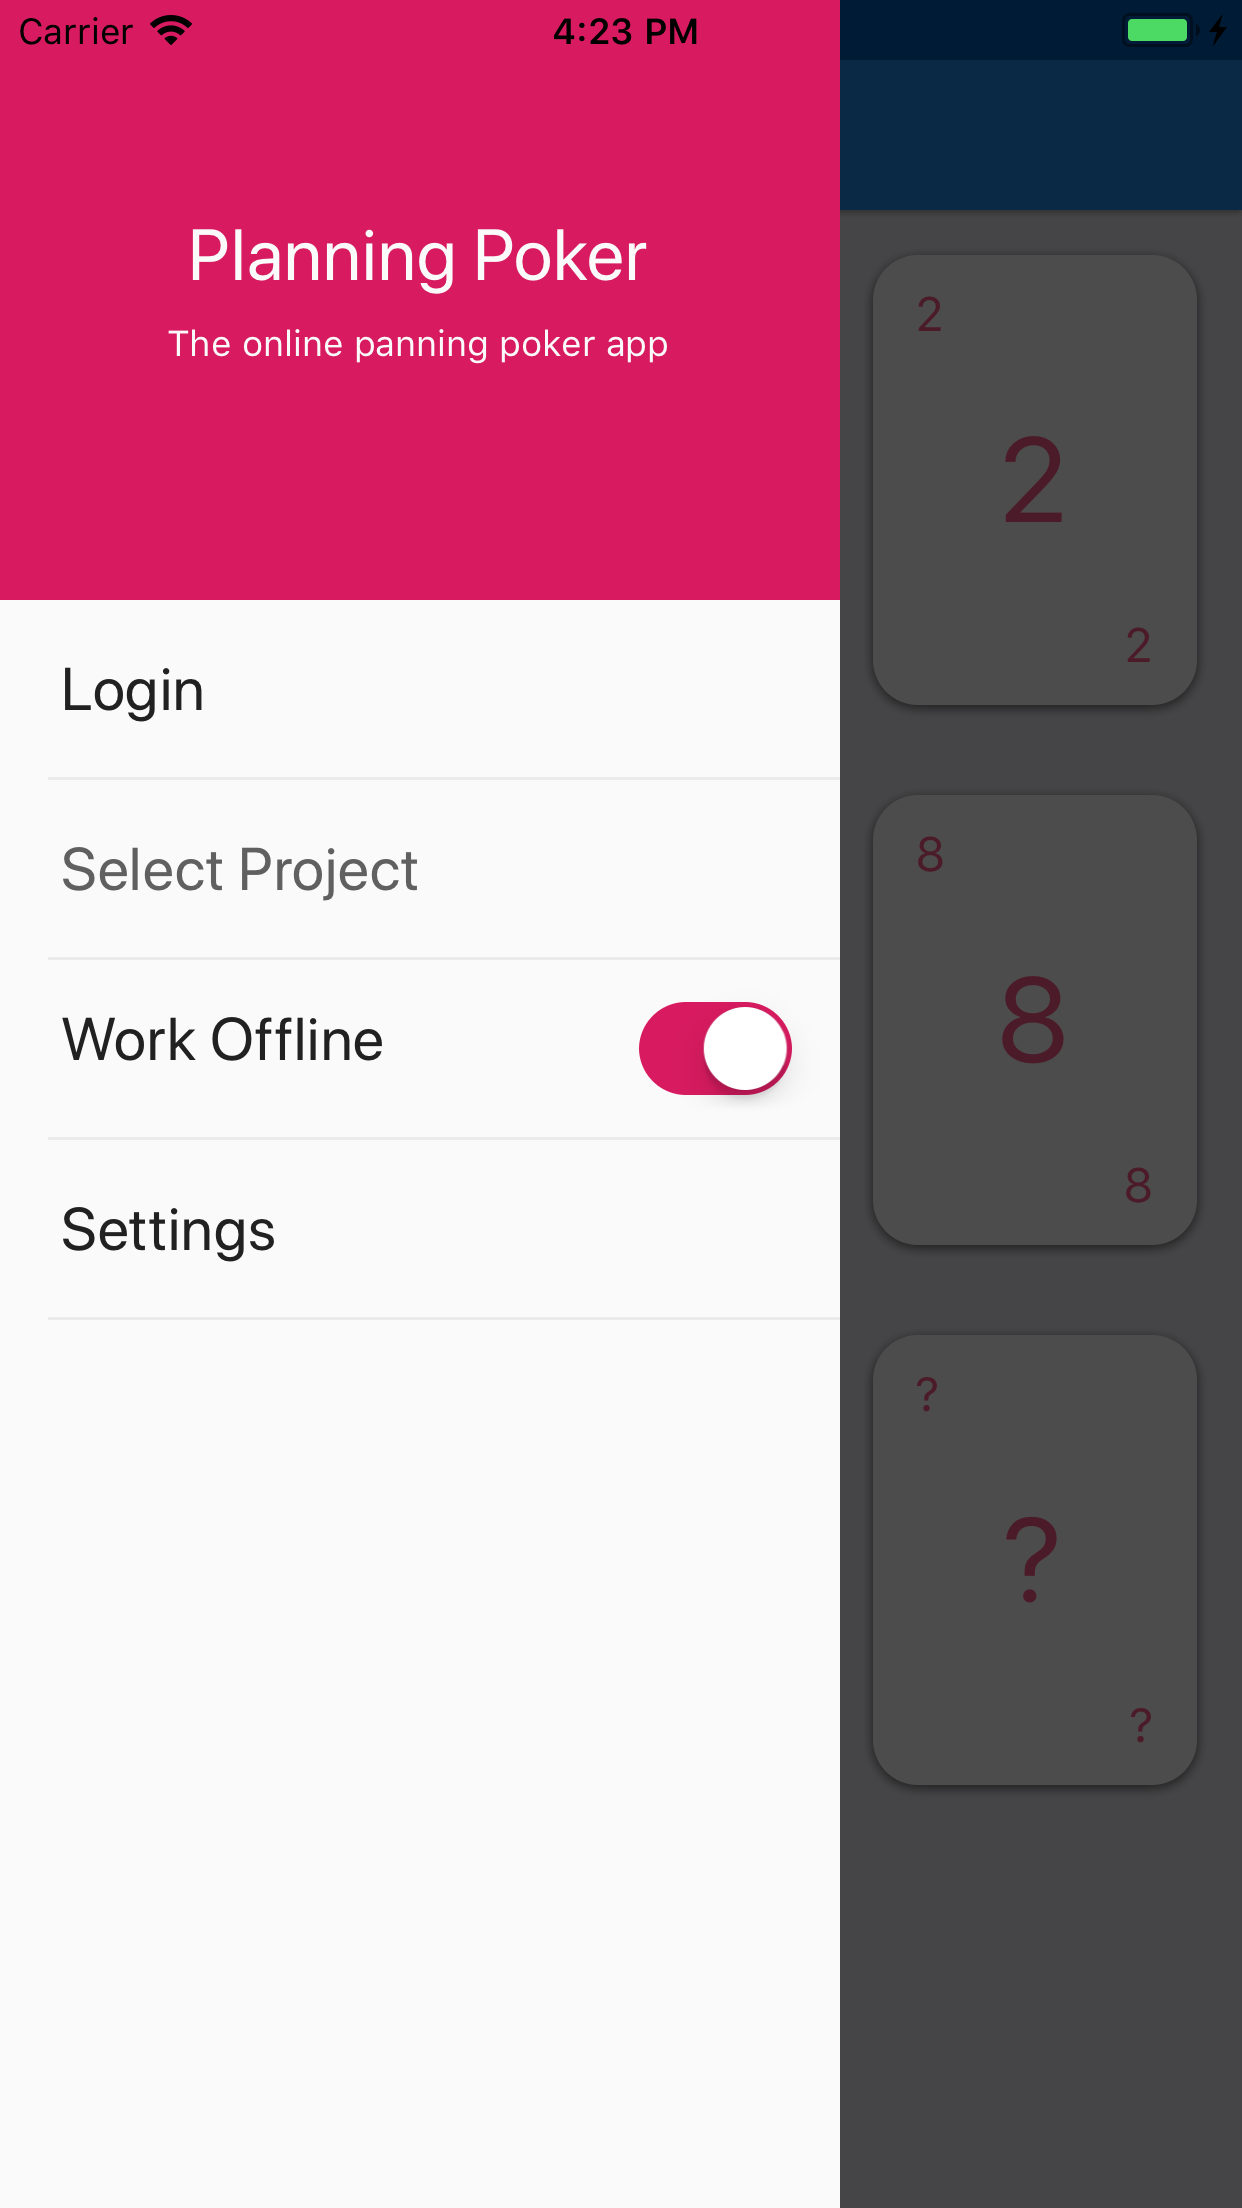 Carrier 4:23 PM
Planning Poker
The online panning poker app
Login
Select Project
Work Offline
Settings
2
2
2
8
8
8
?
?
?